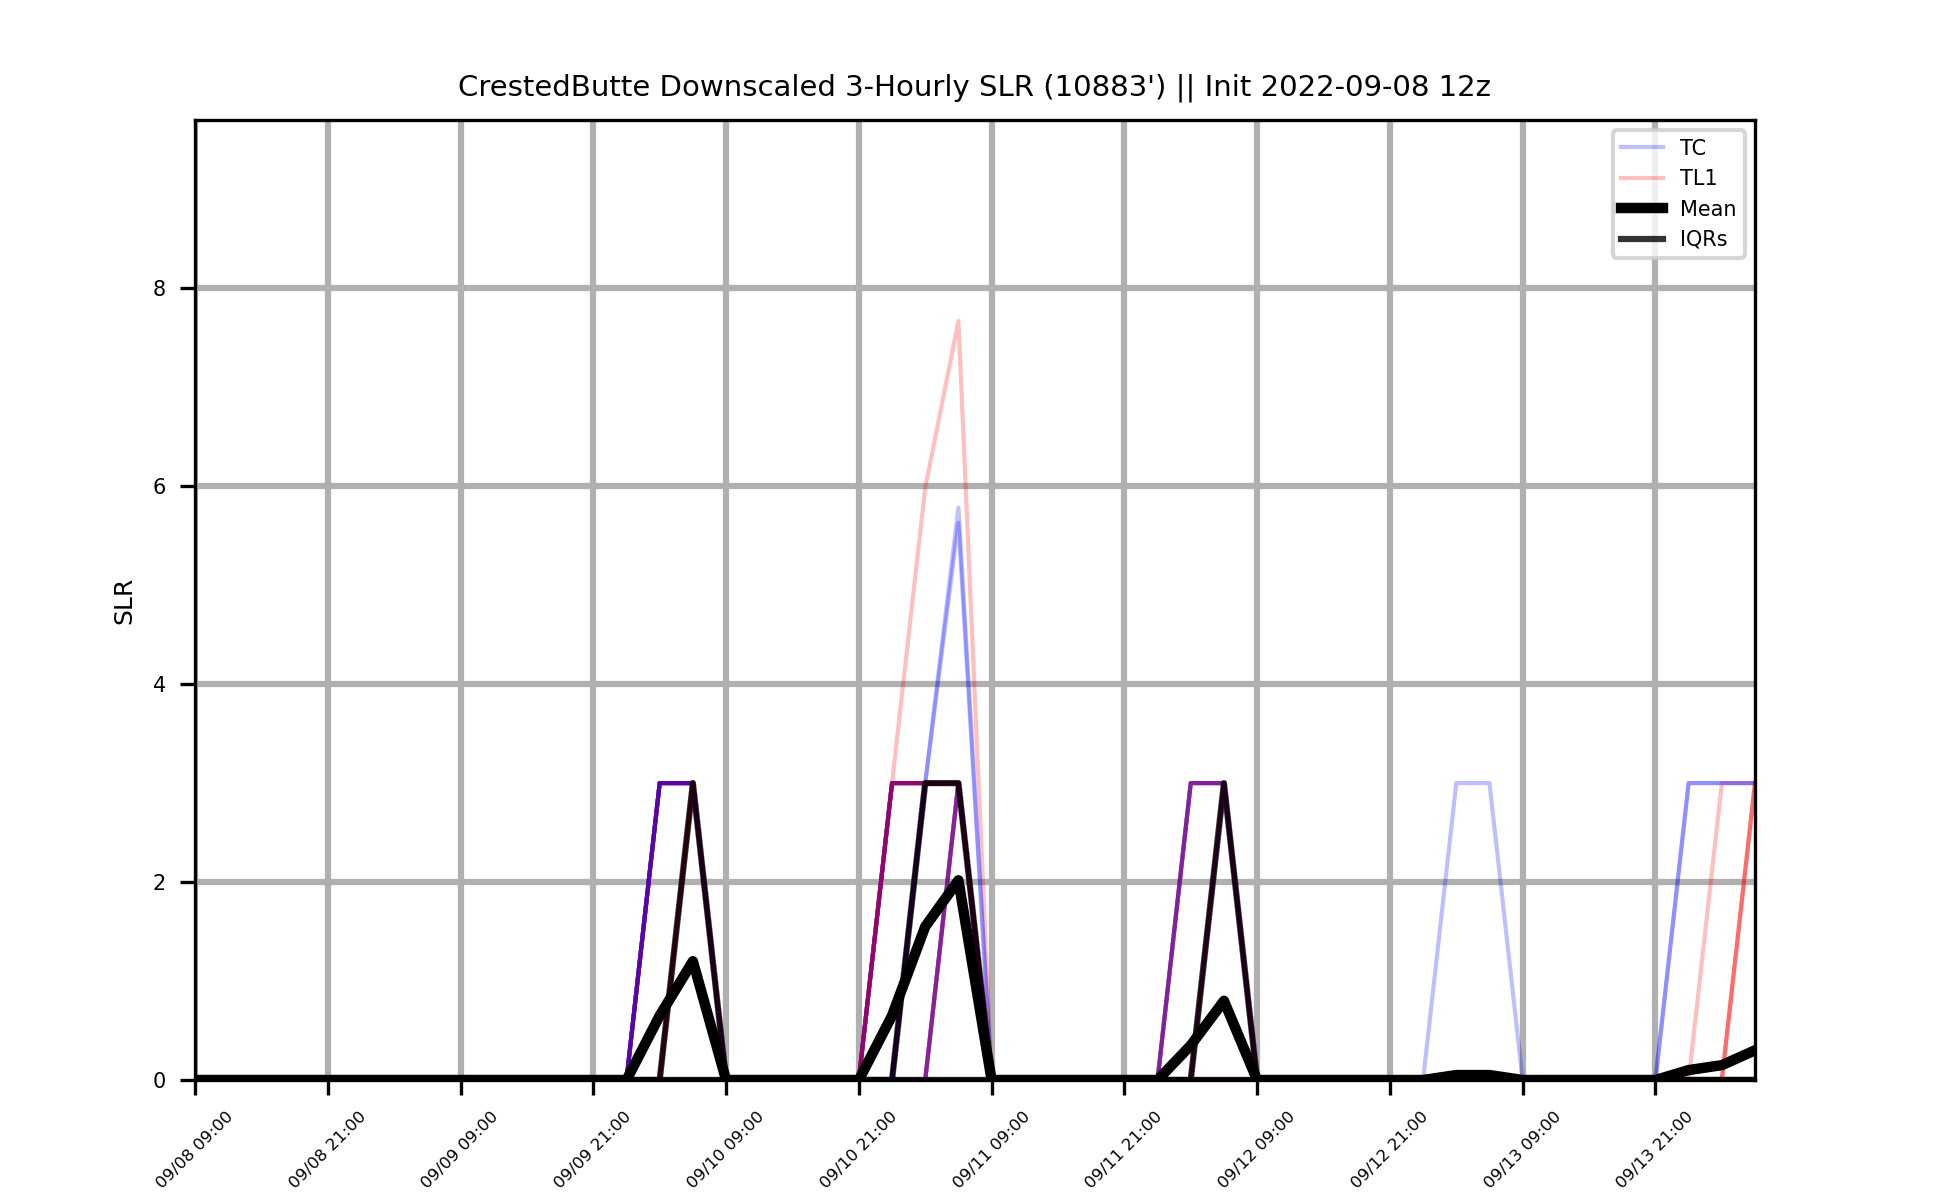 CrestedButte Downscaled 3-Hourly SLR (10883') || Init 2022-09-08 12z
TC
TL1
Mean
IQRs
8
6
4
2
0
SLR
09/08 09:00
09/08 21:00
09/09 09:00
09/09 21:00
09/10 09:00
09/10 21:00
09/11 09:00
09/11 21:00
09/12 09:00
09/12 21:00
09/13 09:00
09/13 21:00